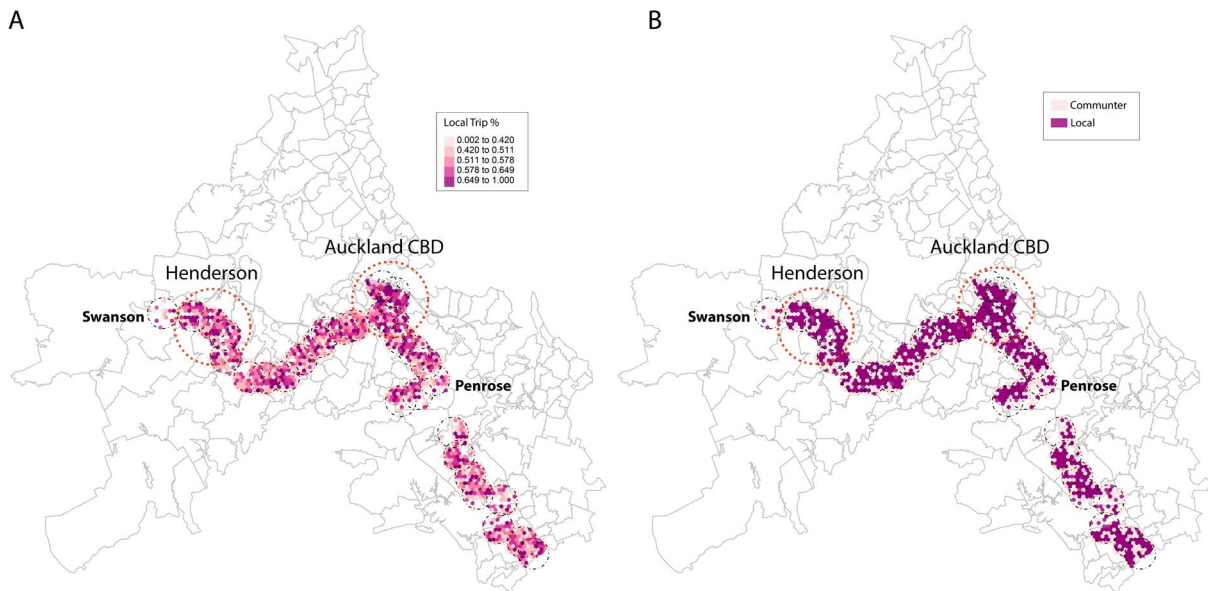 A
Local Trip %
0.002 to 0.420
0.420 to 0.511
0.511 to 0.578
0.578 to 0.649
0.649 to 1.000
Auckland CBD
Henderson
Swanson
Penrose
B
Communter
Local
Auckland CBD
Henderson
Swanson
Penrose